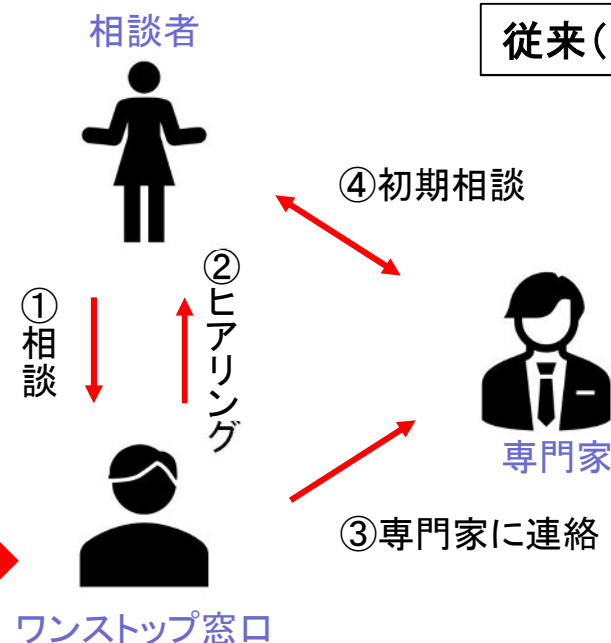 相談者
従来(
④初期相談
①相談
②ヒアリング
専門家
③専門家に連絡
ワンストップ窓口